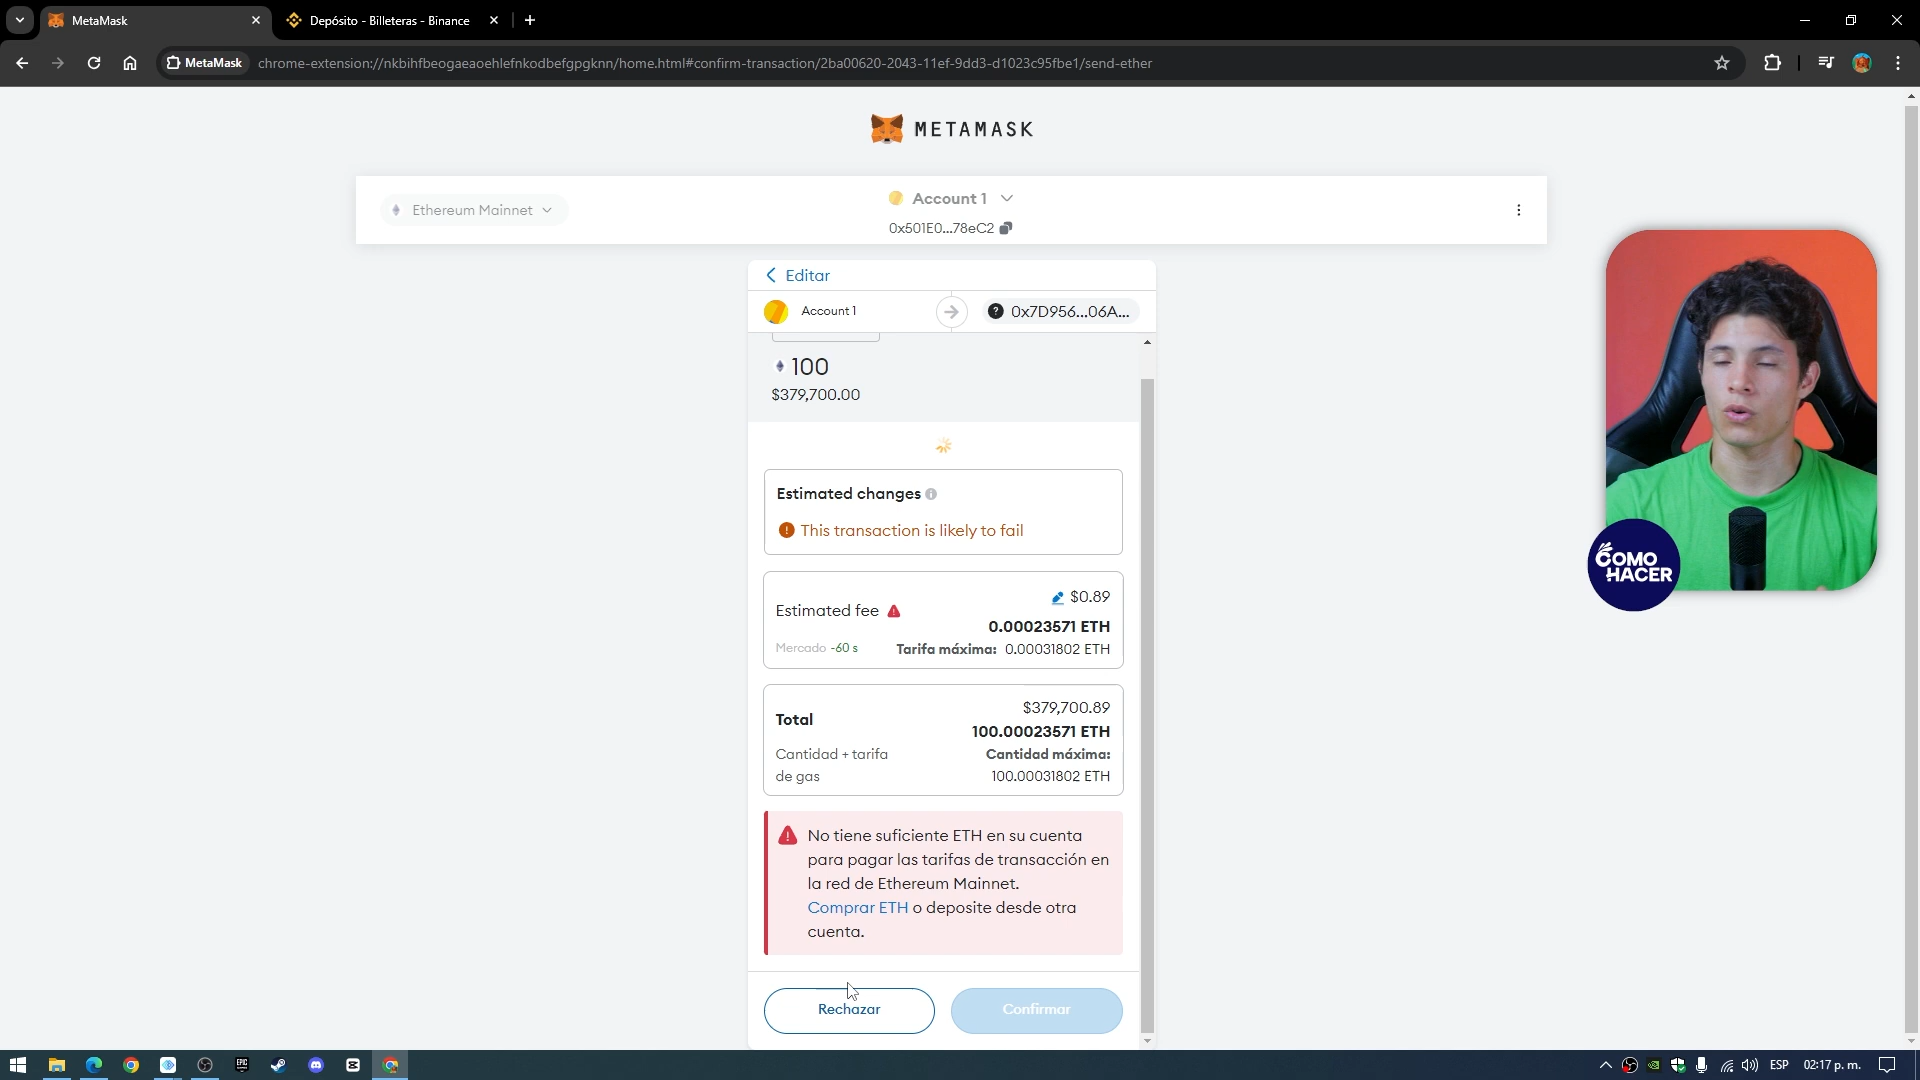 MetaMask
Depósito - Billeteras - Binance
MetaMask
chrome-extension://nkbihfbeogaeaoehlefnkodbefgpgknn/home.html#confirm-transaction/2ba00620-2043-11ef-9dd3-d1023c95fbe1/send-ether
METAMASK
Ethereum Mainnet
Account 1
0x501E0...78eC2
Editar
Account 1
0x7D956...06A...
100
$379,700.00
Estimated changes
This transaction is likely to fail
Estimated fee
$0.89
0.00023571 ETH
Mercado -60 s
Tarifa máxima: 0.00031802 ETH
Total
$379,700.89
100.00023571 ETH
Cantidad + tarifa
de gas
Cantidad máxima:
100.00031802 ETH
No tiene suficiente ETH en su cuenta
para pagar las tarifas de transacción en
la red de Ethereum Mainnet.
Comprar ETH o deposite desde otra
cuenta.
Rechazar
Confirmar
COMO
HACER
EPIC
ESP
02:17 p. m.